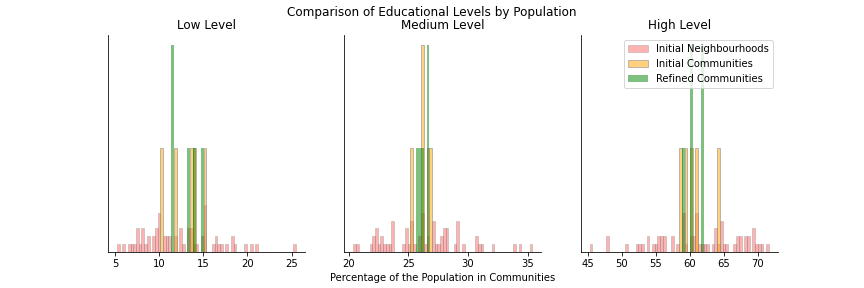 Comparison of Educational Levels by Population
Low Level
Medium Level
High Level
Initial Neighbourhoods
Initial Communities
Refined Communities
5 10 15 20 25
20 25 30 35
45 50 55 60 65 70
Percentage of the Population in Communities